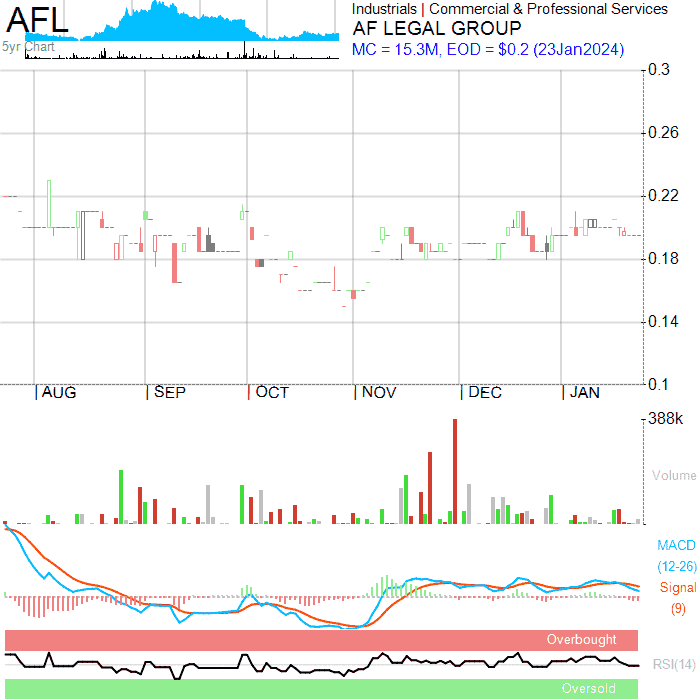 AFL
5yr Chart
Industrials | Commercial & Professional Services
AF LEGAL GROUP
MC = 15.3M, EOD = $0.2 (23Jan2024)
0.3
0.26
0.22
0.18
0.14
0.1
AUG SEP OCT NOV DEC JAN
388k
Volume
MACD
(12-26)
Signal
(9)
Overbought
RSI(14)
Oversold